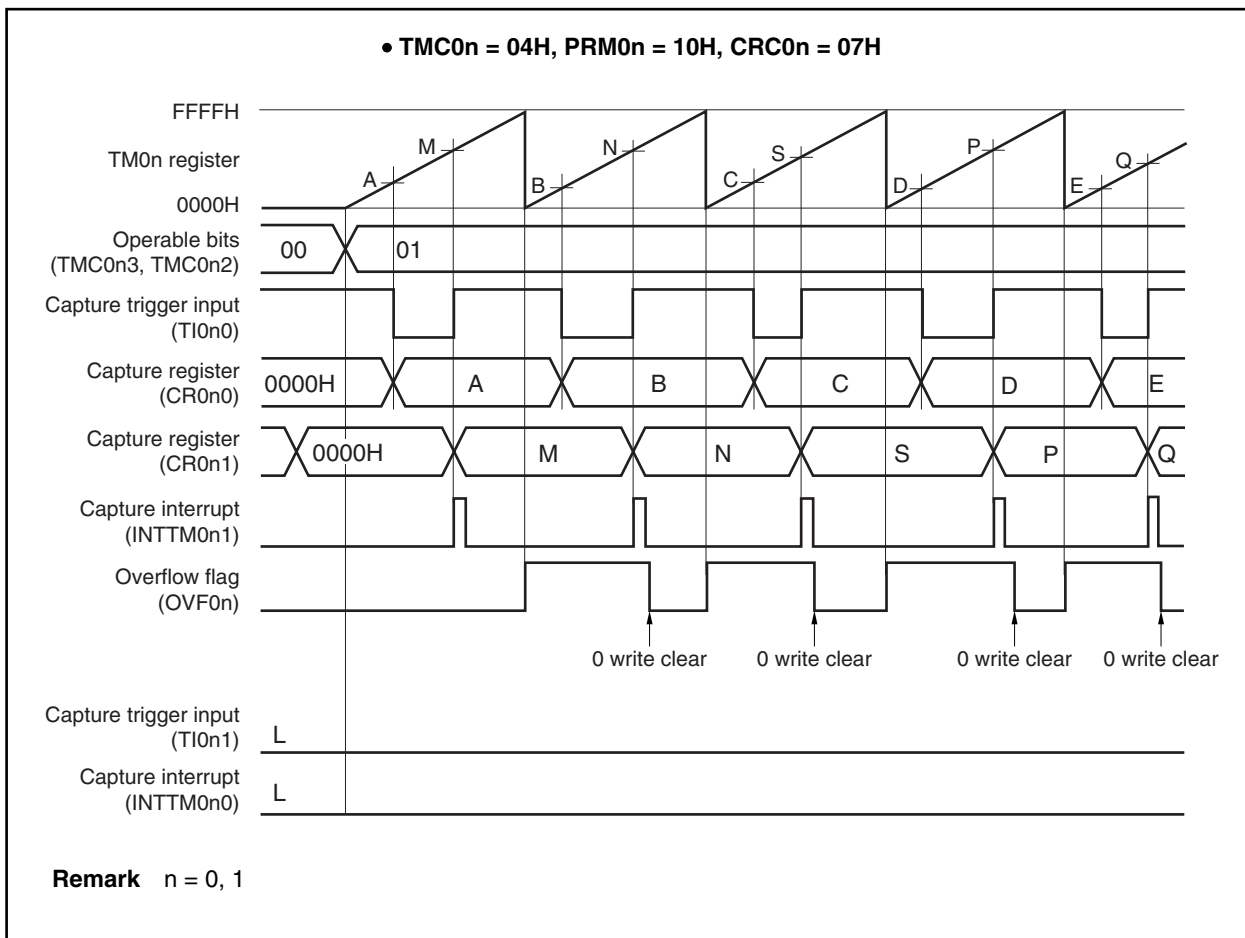 • TMC0n = 04H, PRM0n = 10H, CRC0n = 07H
FFFFH
TM0n register
0000H
A
M
B
N
C
S
D
P
E
Q
Operable bits
(TMC0n3, TMC0n2)
00
01
Capture trigger input
(TI0n0)
Capture register
(CR0n0)
0000H
A
B
C
D
E
Capture register
(CR0n1)
0000H
M
N
S
P
Q
Capture interrupt
(INTTM0n1)
Overflow flag
(OVF0n)
0 write clear
0 write clear
0 write clear
0 write clear
Capture trigger input
(TI0n1)
L
Capture interrupt
(INTTM0n0)
L
Remark n = 0, 1